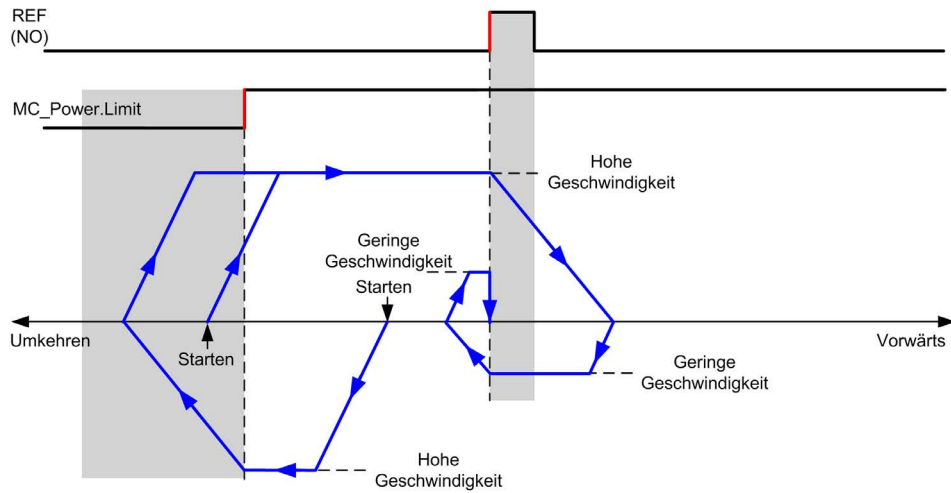 REF
(NO)
MC_Power.Limit
Hohe
Geschwindigkeit
Geringe
Geschwindigkeit
Starten
Umkehren
Starten
Vorwärts
Geringe
Geschwindigkeit
Hohe
Geschwindigkeit